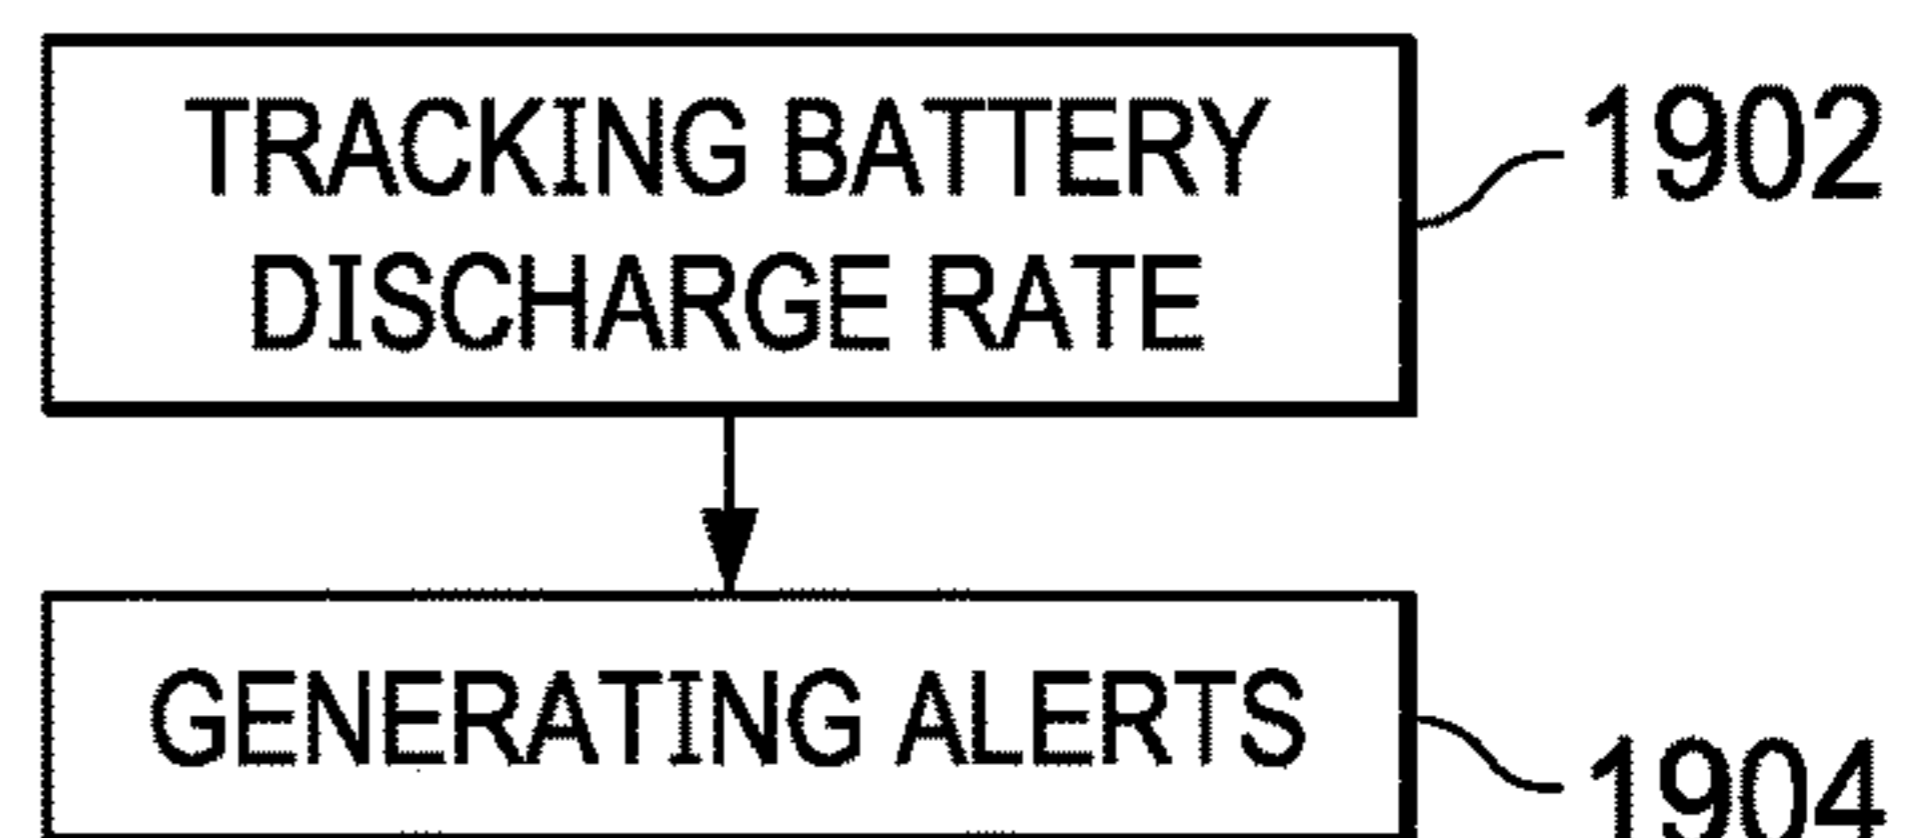 TRACKING BATTERY
DISCHARGE RATE
1902
GENERATING ALERTS
1904